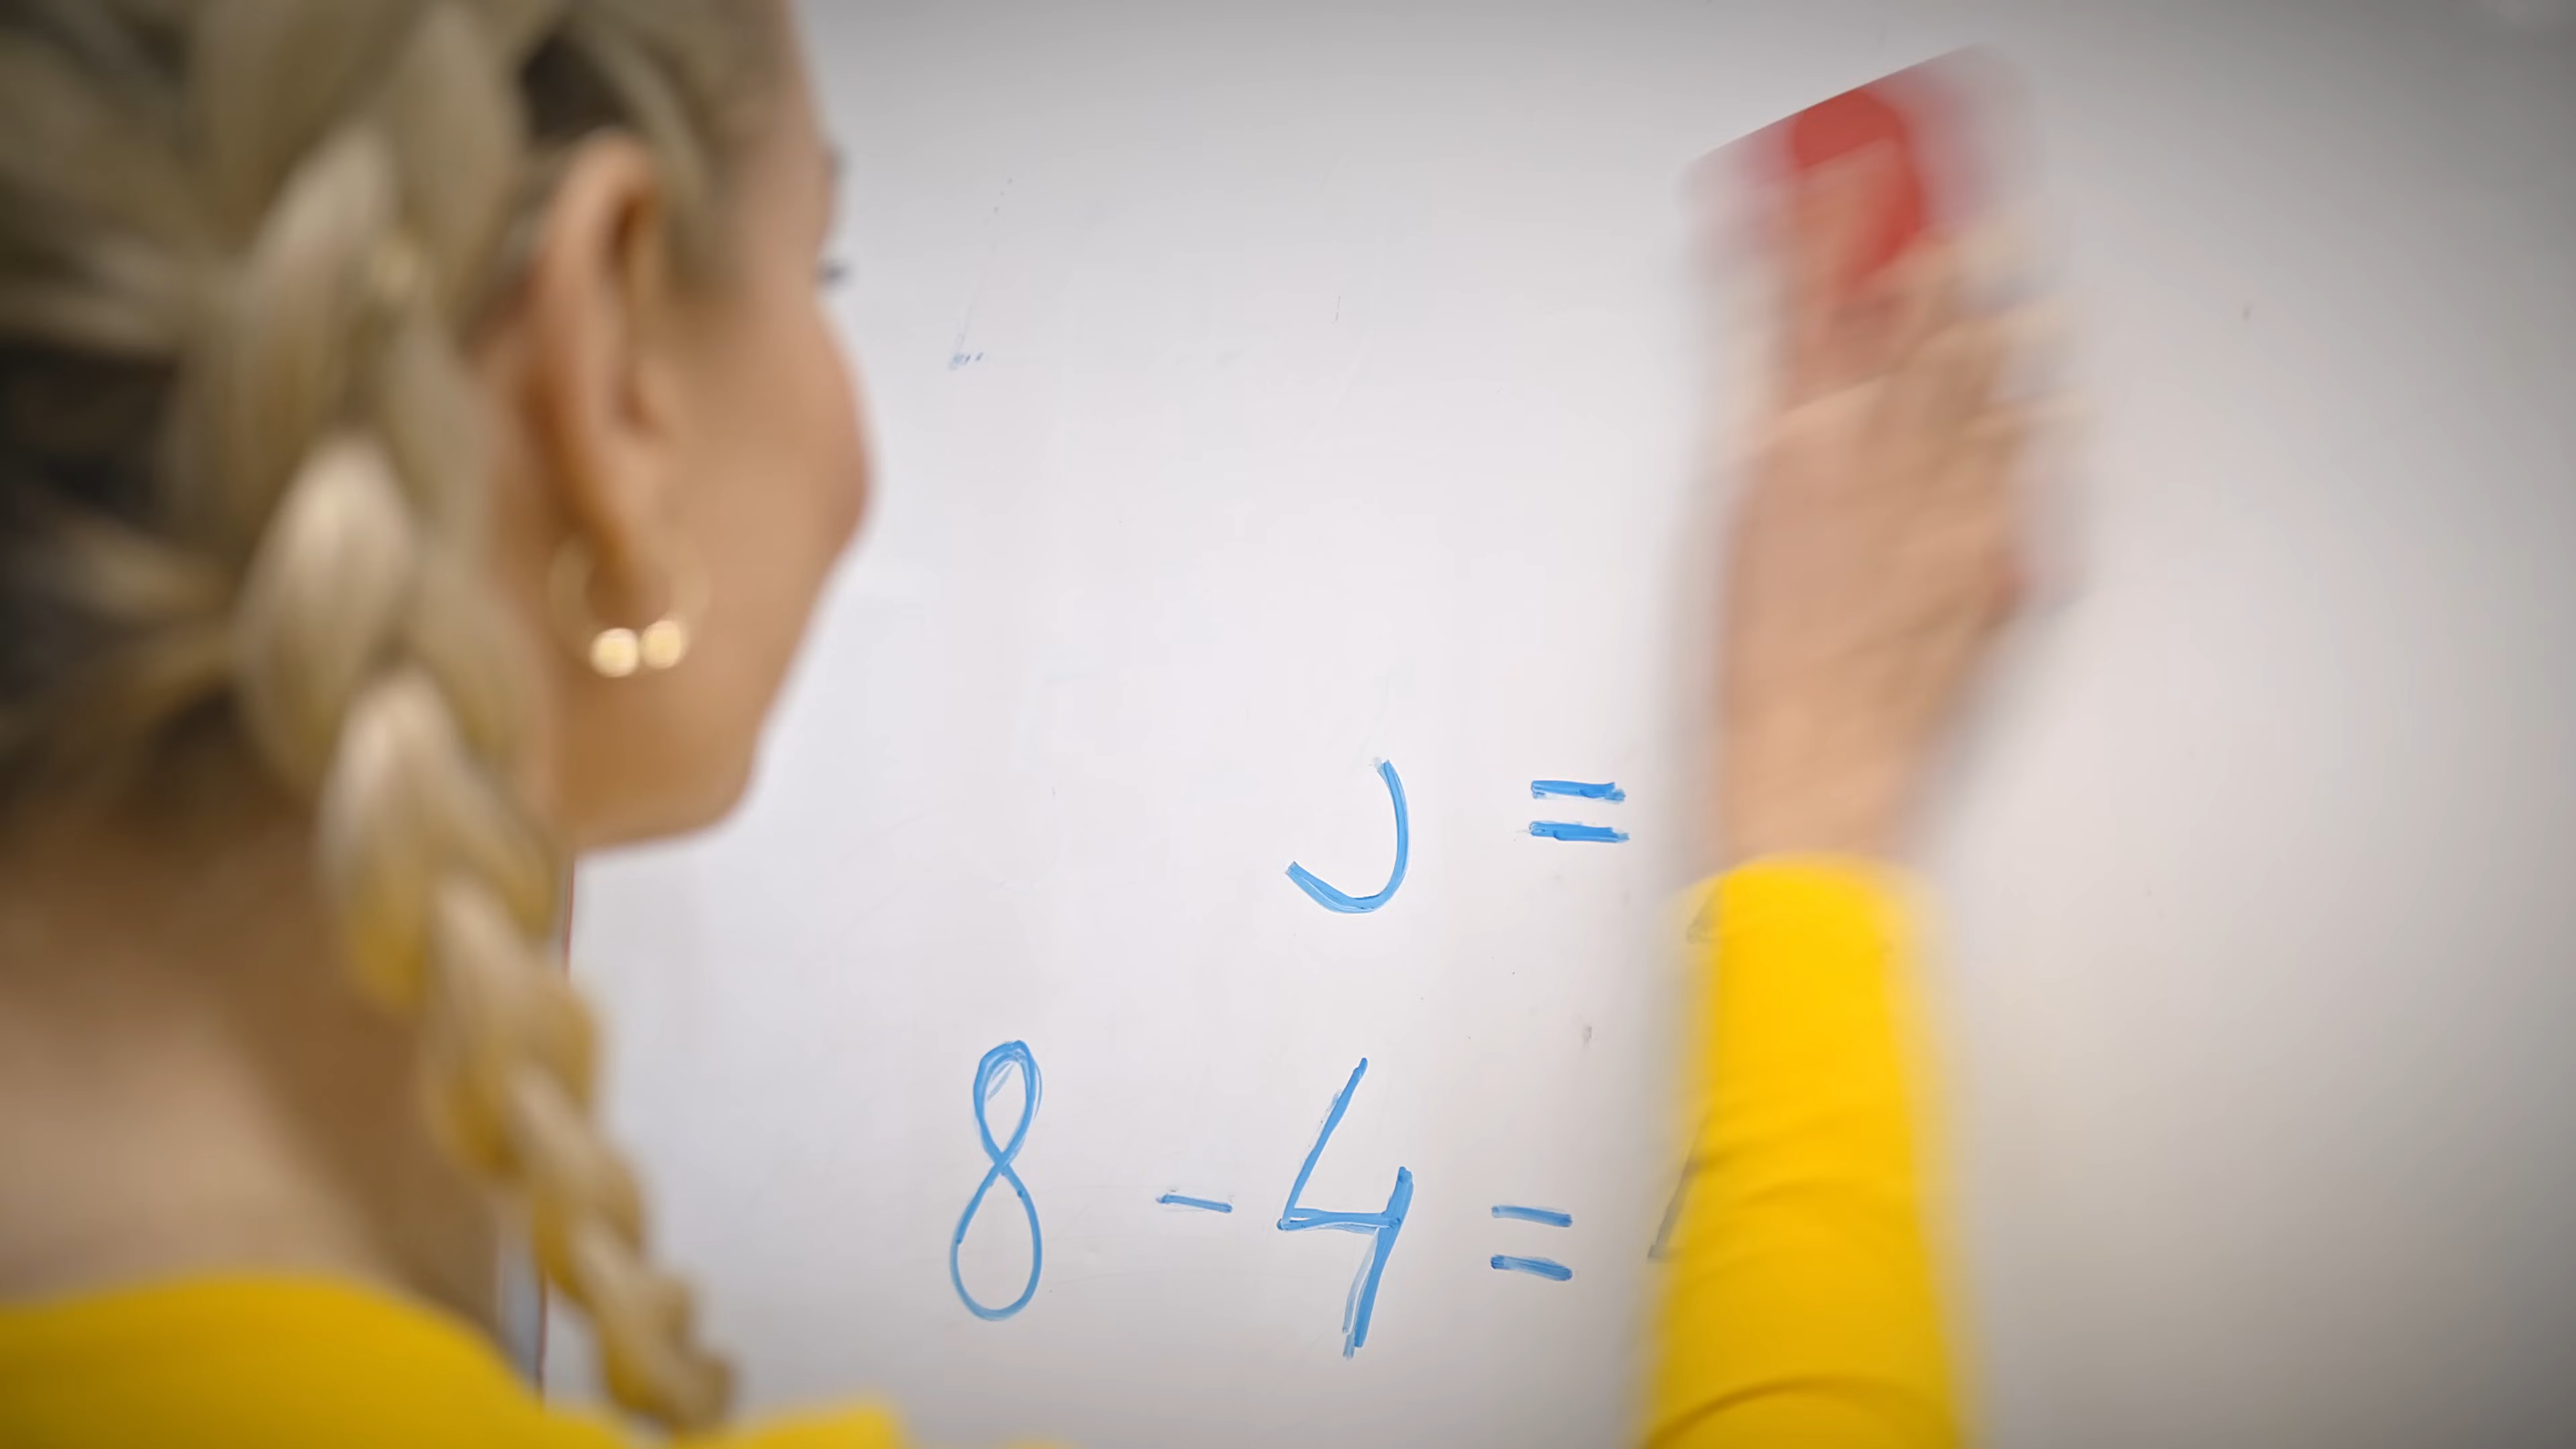 =
8 - 4 =